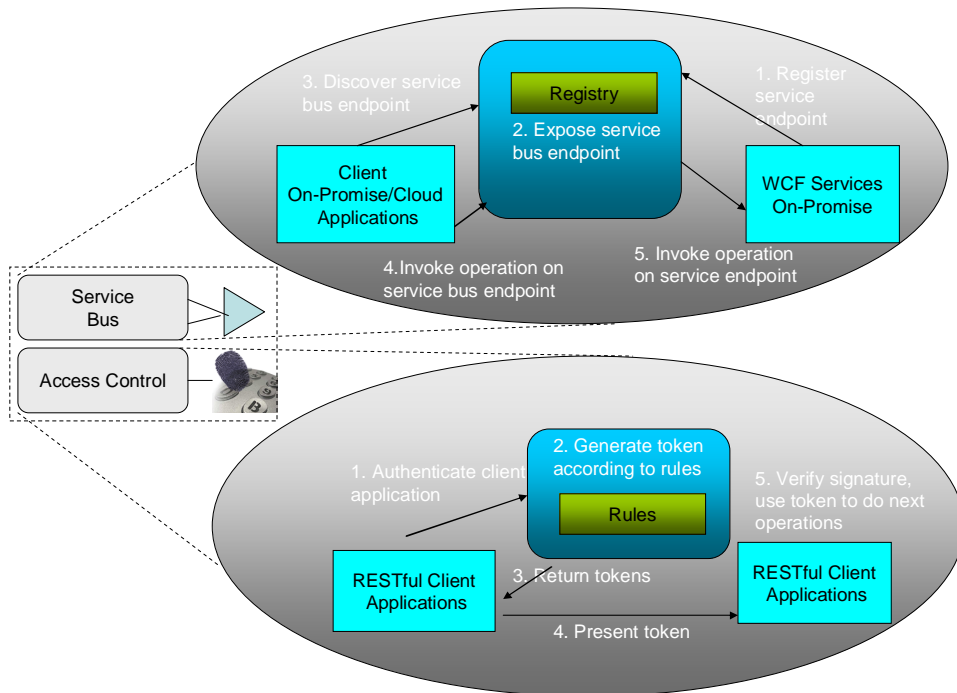 3. Discover service
bus endpoint
Registry
1. Register
service
endpoint
2. Expose service
bus endpoint
Client
On-Promise/Cloud
Applications
WCF Services
On-Promise
4.Invoke operation on
service bus endpoint
5. Invoke operation
on service endpoint
Service
Bus
Access Control
1. Authenticate client
application
2. Generate token
according to rules
Rules
5. Verify signature,
use token to do next
operations
RESTful Client
Applications
3. Return tokens
RESTful Client
Applications
4. Present token